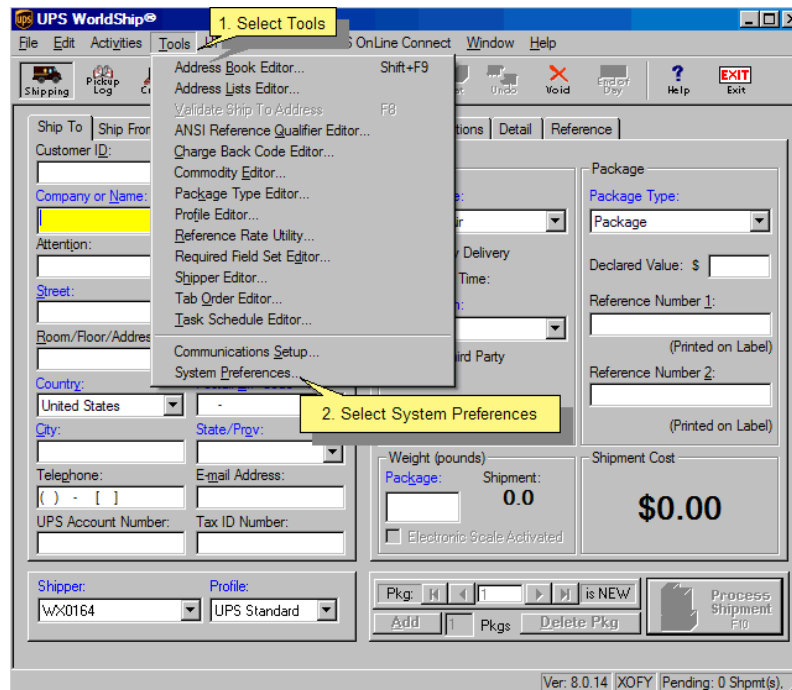 UPS WorldShip®
1. Select Tools
File Edit Activities Tools OnLine Connect Window Help
Shipping Pickup Log Undo Void End of Day Help EXIT Exit
Address Book Editor... Shift+F9
Address Lists Editor...
Validate Ship To Address F8
ANSI Reference Qualifier Editor...
Charge Back Code Editor...
Commodity Editor...
Package Type Editor...
Profile Editor...
Reference Rate Utility...
Required Field Set Editor...
Shipper Editor...
Tab Order Editor...
Task Schedule Editor...
Communications Setup...
System Preferences...
2. Select System Preferences
Ship To Ship From Detail Reference
Customer ID:
Company or Name:
Attention:
Street:
Room/Floor/Address
Country:
United States -
City: State/Prov:
Telephone: E-mail Address:
( ) - [ ]
UPS Account Number: Tax ID Number:
Delivery
Time:
Third Party
Package
Package Type:
Package
Declared Value: $
Reference Number 1:
(Printed on Label)
Reference Number 2:
(Printed on Label)
Weight (pounds)
Package: Shipment:
0.0
Electronic Scale Activated
Shipment Cost
$0.00
Shipper: Profile:
WX0164 UPS Standard
Pkg: 1 is NEW
Add 1 Pkgs Delete Pkg
Process
Shipment
F10
Ver: 8.0.14 XOFY Pending: 0 Shpmt(s),